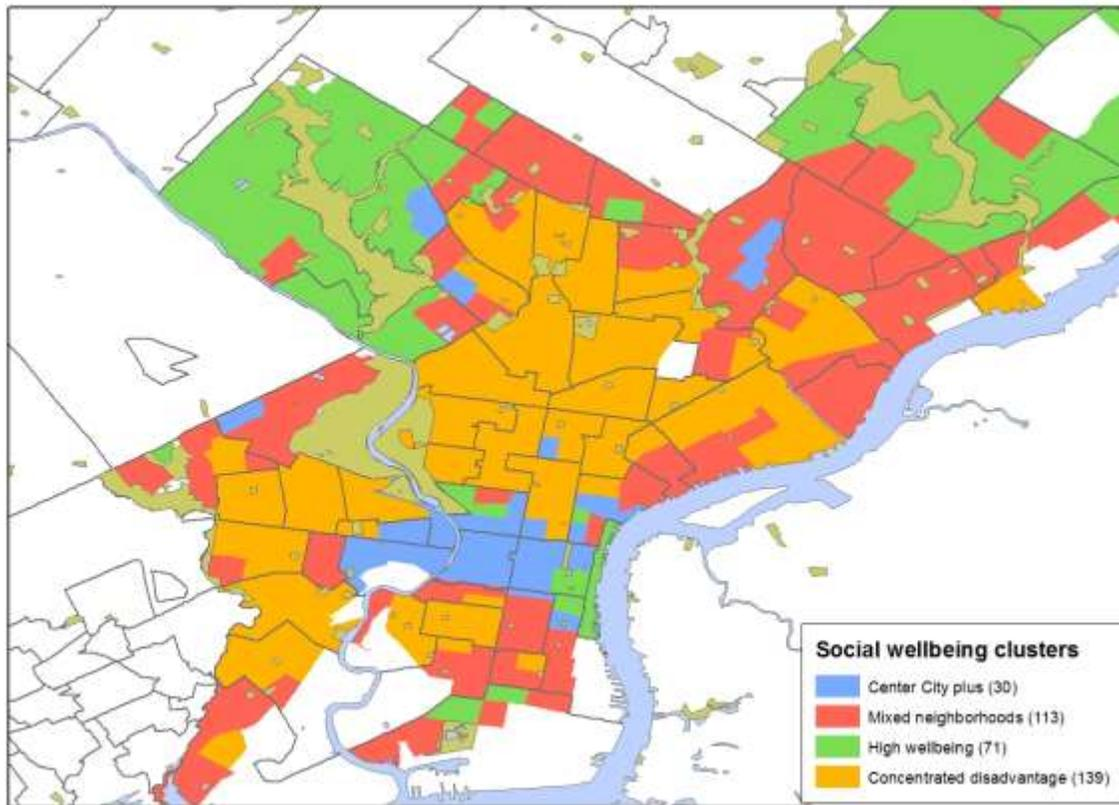 Social wellbeing clusters
Center City plus (30)
Mixed neighborhoods (113)
High wellbeing (71)
Concentrated disadvantage (139)